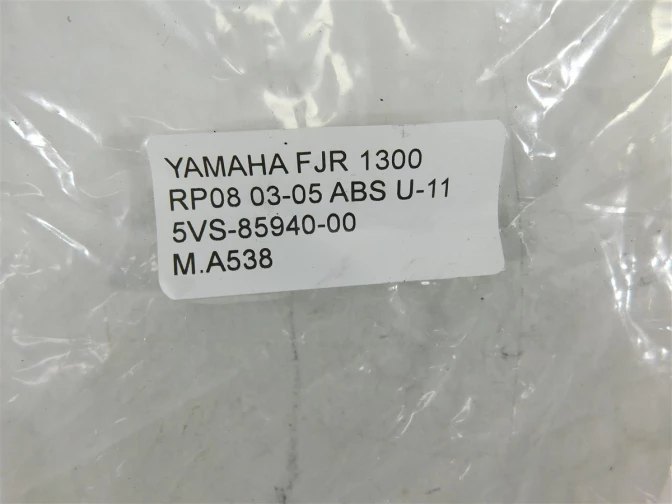 YAMAHA FJR 1300
RP08 03-05 ABS U-11
5VS-85940-00
M.A538